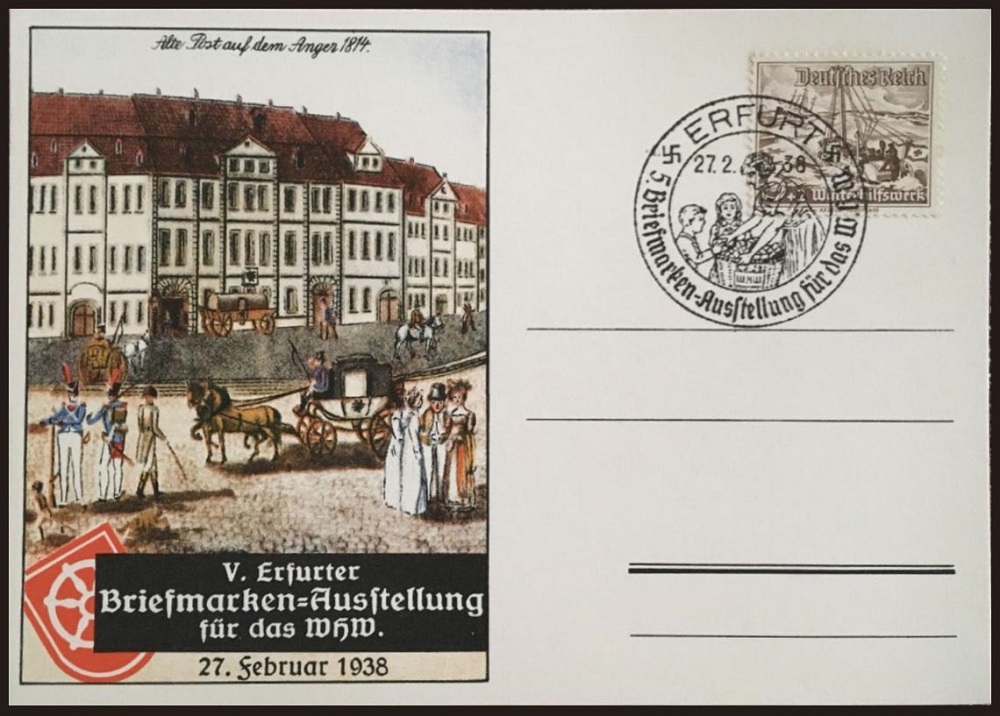 Alte Post auf dem Anger 1814.
V. Erfurter
Briefmarken-Ausstellung
für das WHW.
27. Februar 1938
Deutsches Reich
Winterhilfswerk
ERFURT
27.2.
38
5. Briefmarken-Ausstellung für das W.H.W.
W.H.W.